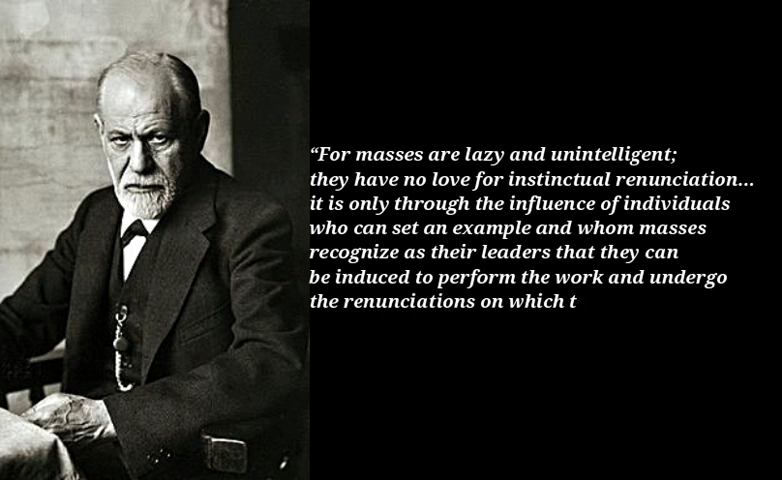 “For masses are lazy and unintelligent;
they have no love for instinctual renunciation...
it is only through the influence of individuals
who can set an example and whom masses
recognize as their leaders that they can
be induced to perform the work and undergo
the renunciations on which t